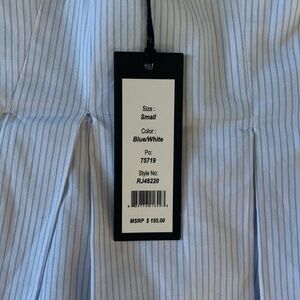 Size :
Small
Color :
Blue/White
Po:
75719
Style No:
RJ48220
MSRP $ 155.00